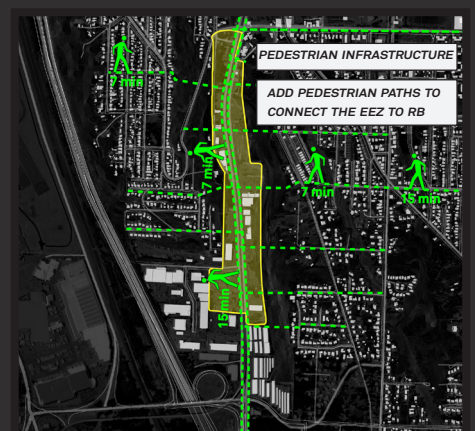 PEDESTRIAN INFRASTRUCTURE
ADD PEDESTRIAN PATHS TO
CONNECT THE EEZ TO RB
7 min
7 min
7 min
15 min
15 min